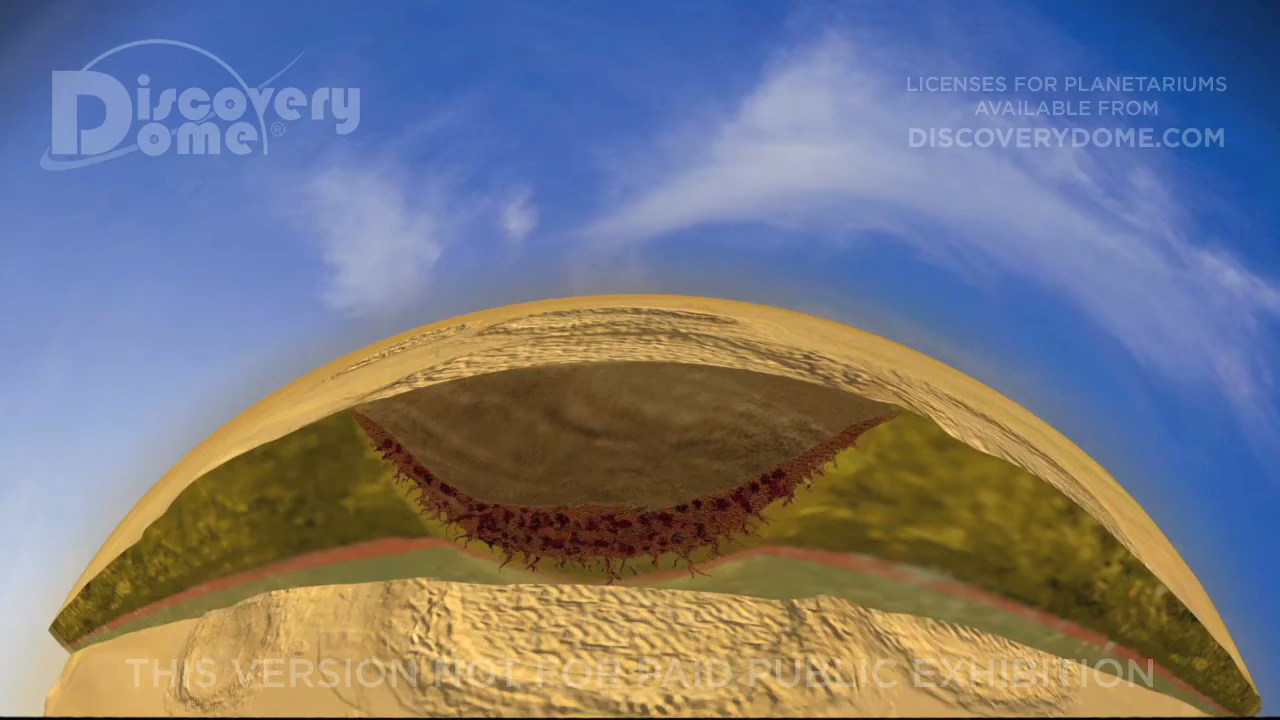 Discovery
Dome®
LICENSES FOR PLANETARIUMS
AVAILABLE FROM
DISCOVERYDOME.COM
THIS VERSION NOT FOR PAID PUBLIC EXHIBITION